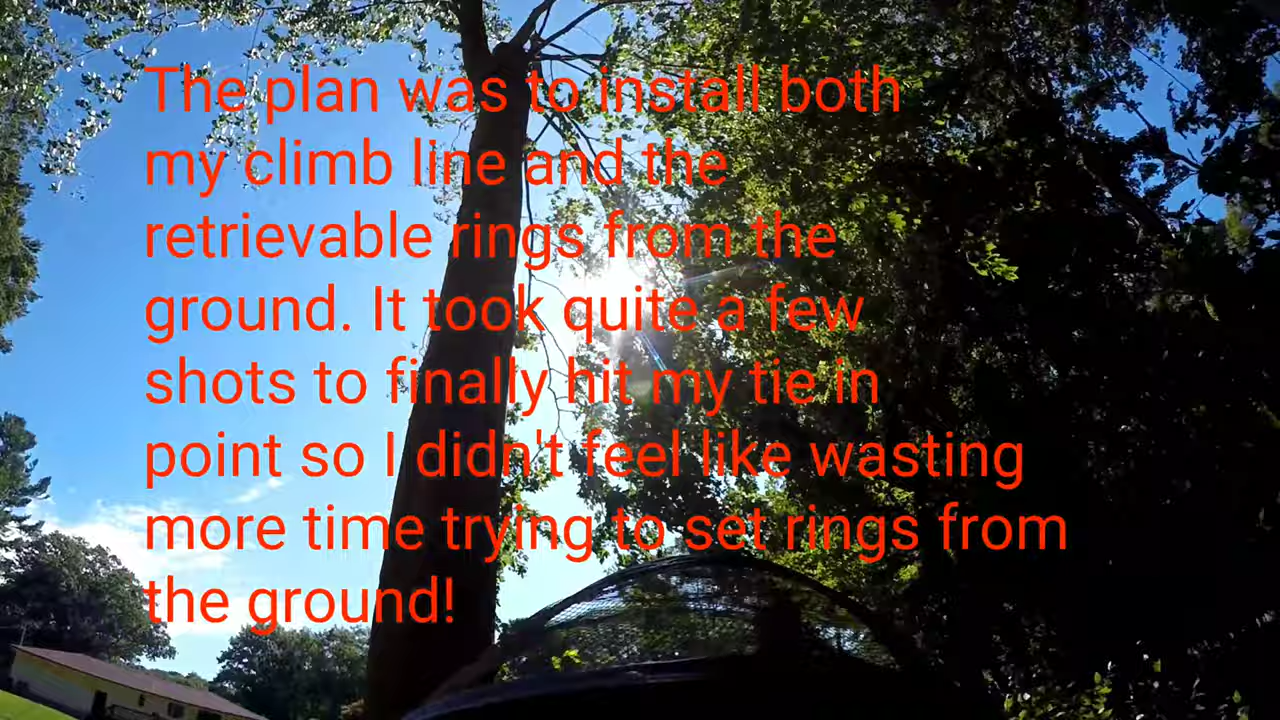 The plan was to install both
my climb line and the
retrievable rings from the
ground. It took quite a few
shots to finally hit my tie in
point so I didn't feel like wasting
more time trying to set rings from
the ground!